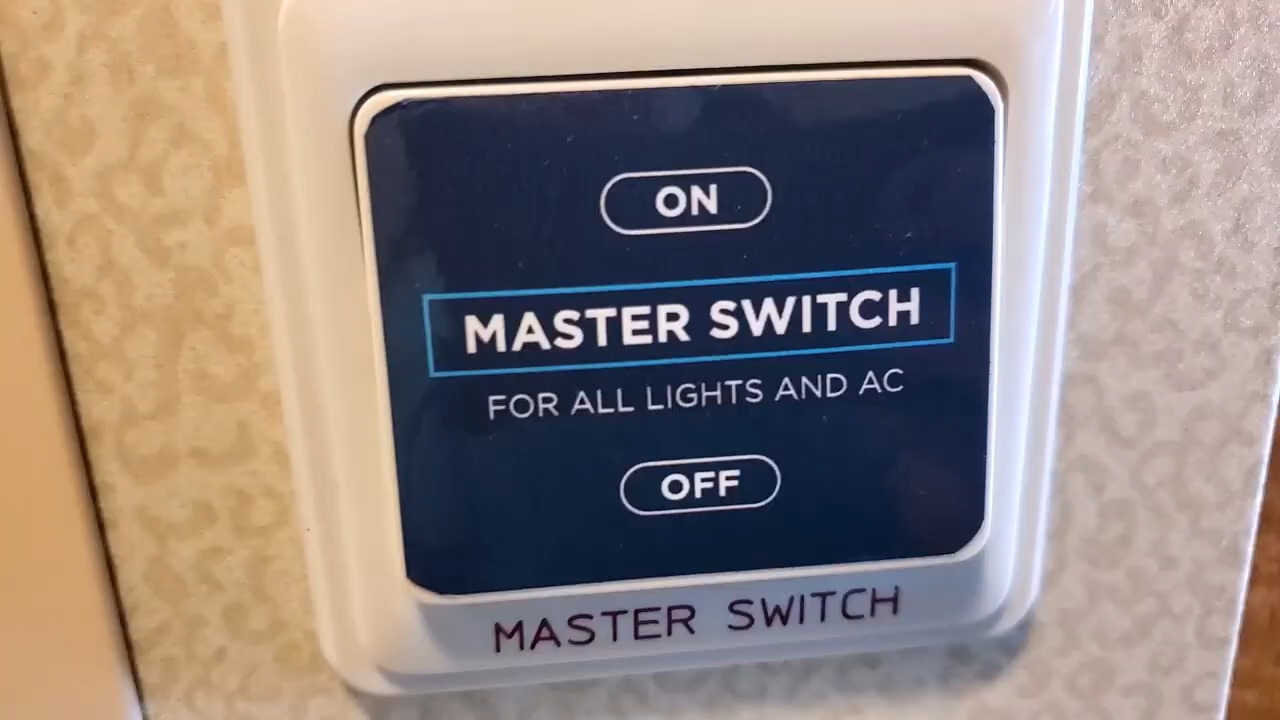 ON
MASTER SWITCH
FOR ALL LIGHTS AND AC
OFF
MASTER SWITCH